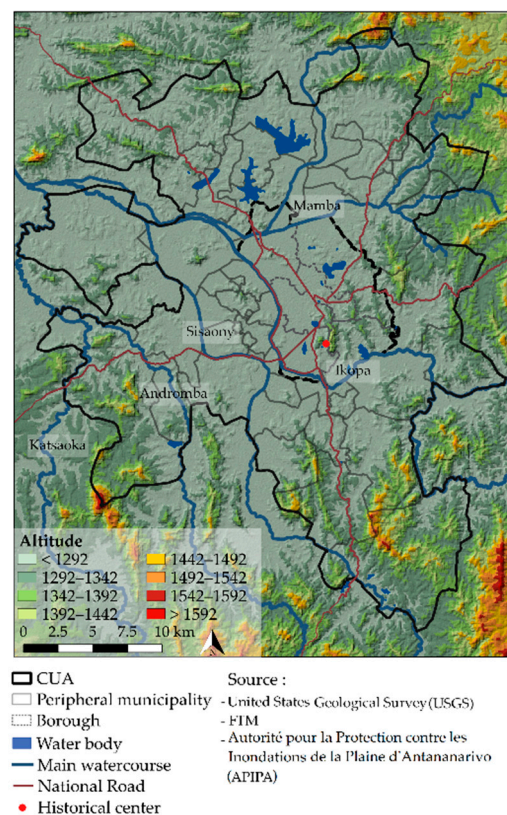 Mamba
Sisaony
Ikopa
Andromba
Katsaoka
Altitude
< 1292
1292–1342
1342–1392
1392–1442
1442–1492
1492–1542
1542–1592
> 1592
0 2.5 5 7.5 10 km
N
CUA
Peripheral municipality
Borough
Water body
Main watercourse
National Road
Historical center
Source :
- United States Geological Survey (USGS)
- FTM
- Autorité pour la Protection contre les
Inondations de la Plaine d'Antananarivo
(APIPA)